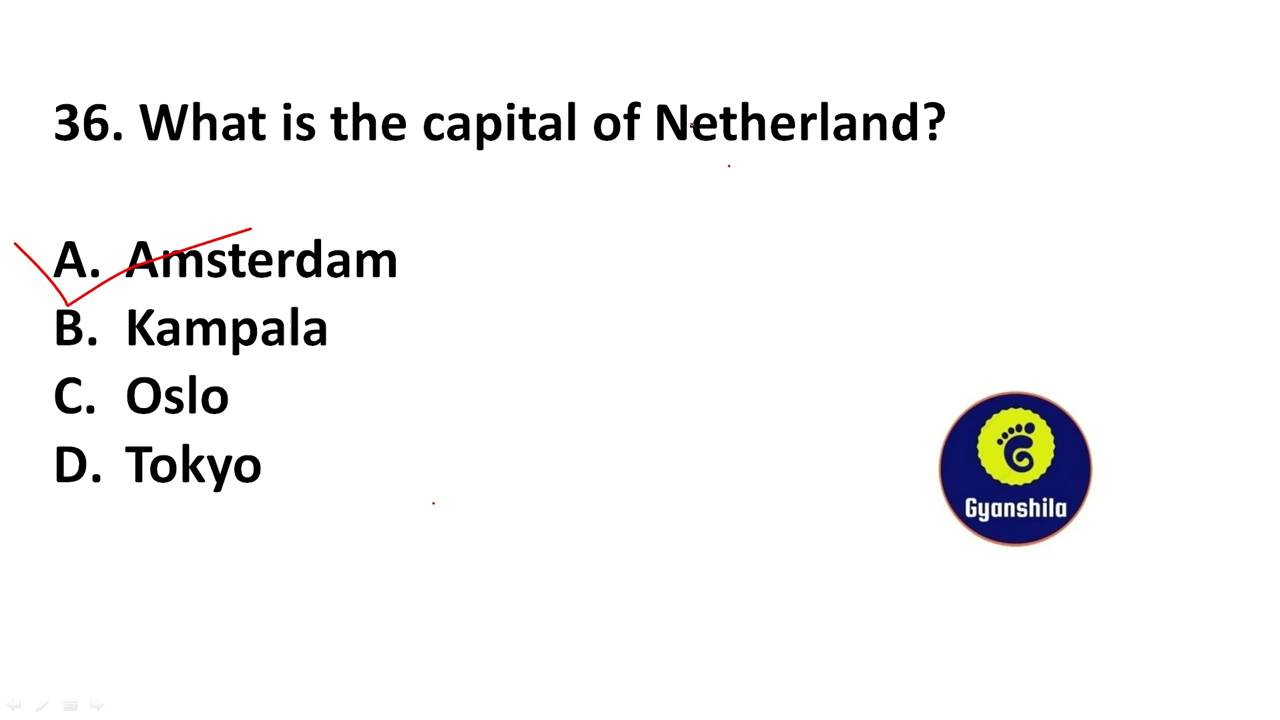 36. What is the capital of Netherland?
A. Amsterdam
B. Kampala
C. Oslo
D. Tokyo
Gyanshila